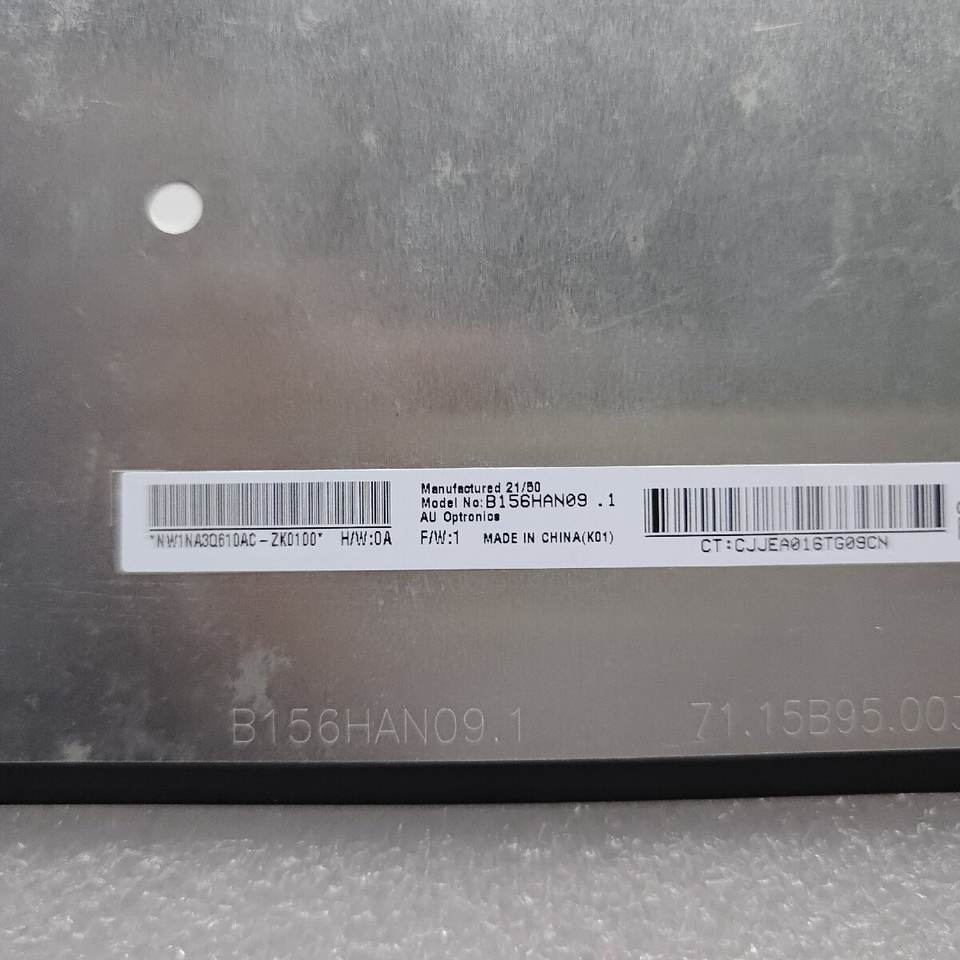 Manufactured 21/50
Model No:B156HAN09 .1
AU Optronics
*NW1NA3Q610AC-ZK0100* H/W:0A F/W:1 MADE IN CHINA(K01)
CT:CJJEA016TG09CN
B156HAN09.1 71.15B95.003